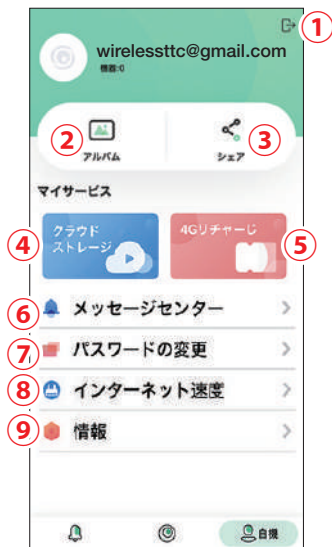 ①
wirelessttc@gmail.com
機器:0
②
アルバム
③
シェア
マイサービス
④
クラウド
ストレージ
4Gリチャージ
⑤
⑥ メッセージセンター
⑦ パスワードの変更
⑧ インターネット速度
⑨ 情報
自機